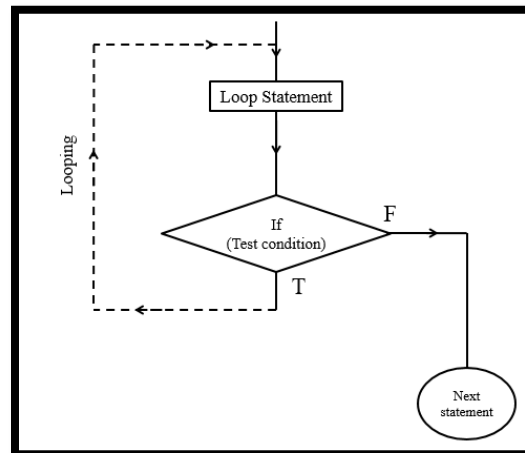 Loop Statement
Looping
If
(Test condition)
F
T
Next
statement